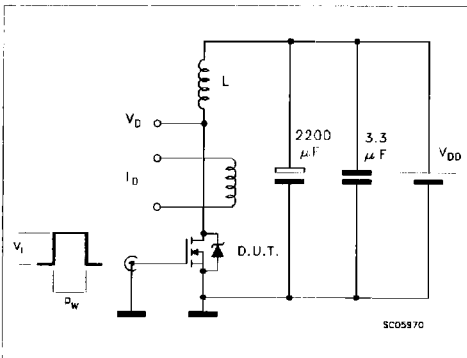 L
V_D
2200
μF
3.3
μF
V_DD
I_D
D.U.T.
V_i
P_W
SC05970